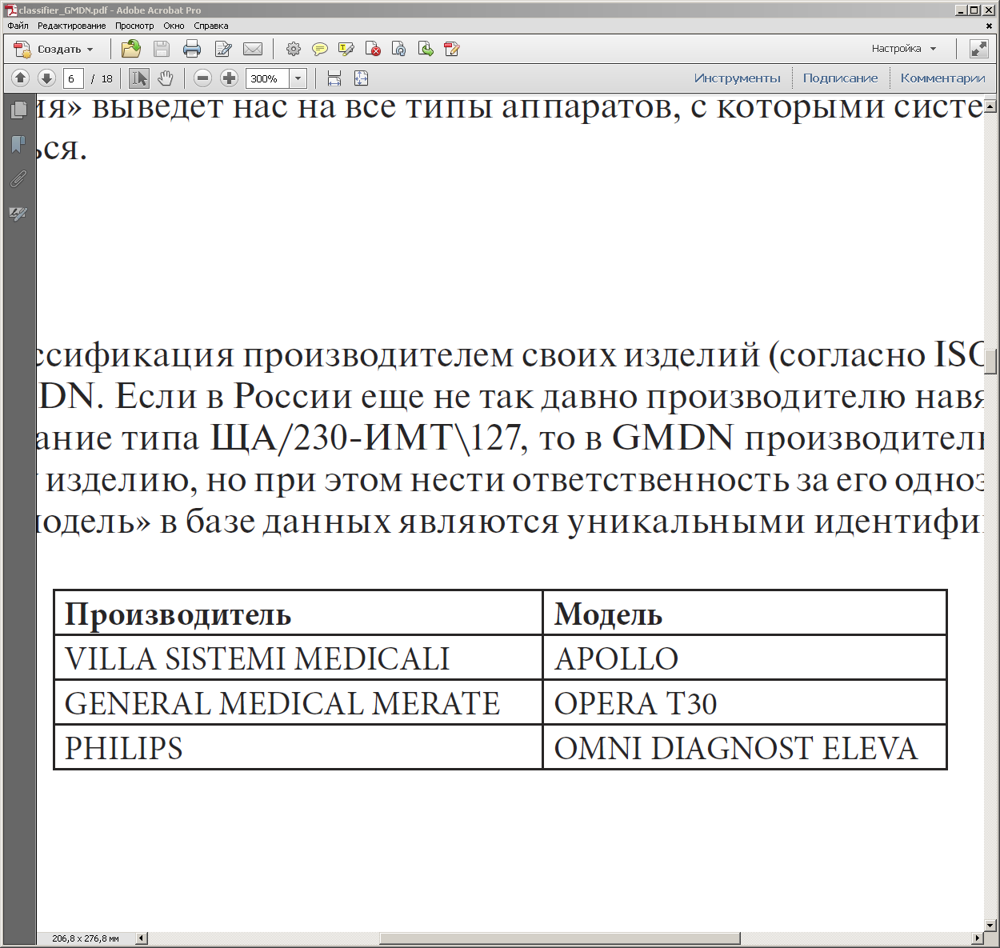 classifier_GMDN.pdf - Adobe Acrobat Pro
Файл Редактирование Просмотр Окно Справка
Создать Настройка
6 / 18 300% Инструменты Подписание Комментарии
ия» выведет нас на все типы аппаратов, с которыми систе
ься.
ссификация производителем своих изделий (согласно ISO
DN. Если в России еще не так давно производителю навя
ание типа ЩА/230-ИМТ\127, то в GMDN производитель
изделию, но при этом нести ответственность за его одноз
модель» в базе данных являются уникальными идентифи
Производитель Модель
VILLA SISTEMI MEDICALI APOLLO
GENERAL MEDICAL MERATE OPERA T30
PHILIPS OMNI DIAGNOST ELEVA
206,8 x 276,8 мм